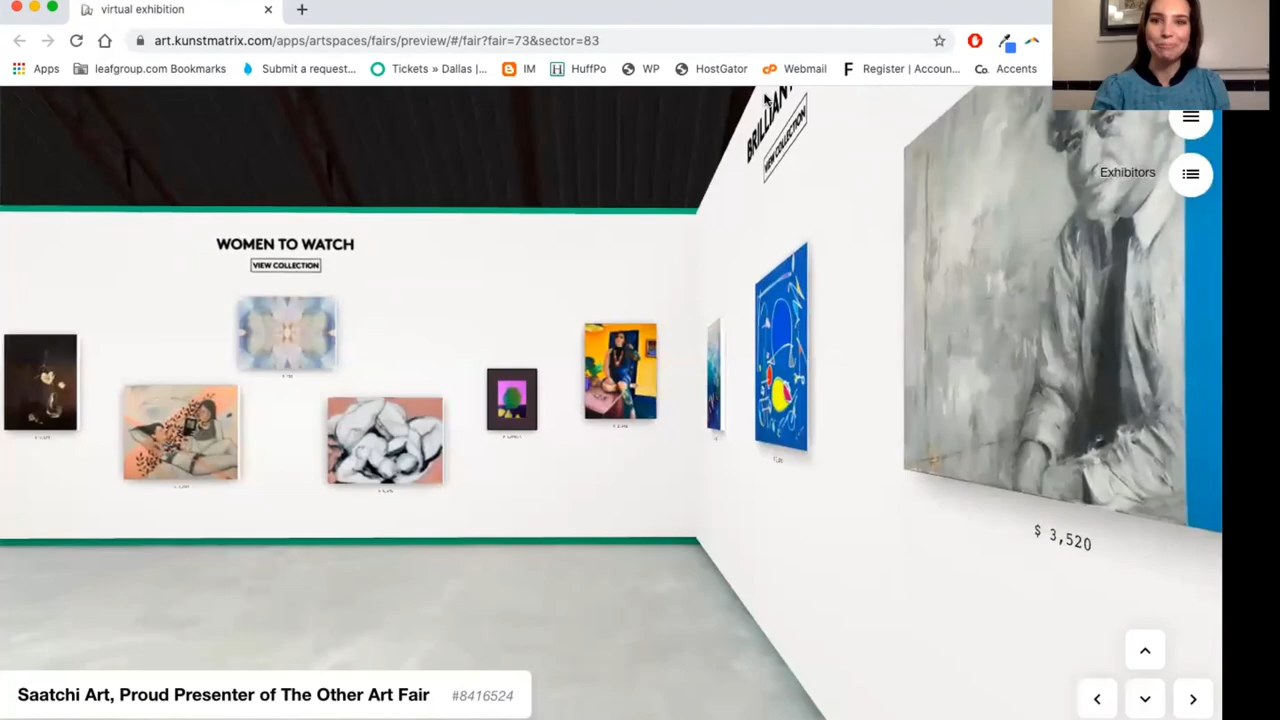 virtual exhibition
art.kunstmatrix.com/apps/artspaces/fairs/preview/#/fair?fair=73&sector=83
Apps
leafgroup.com Bookmarks
Submit a request...
Tickets » Dallas |...
IM
HuffPo
WP
HostGator
Webmail
Register | Accoun...
Co. Accents
BRILLIANT
VIEW COLLECTION
Exhibitors
WOMEN TO WATCH
VIEW COLLECTION
$ 3,520
Saatchi Art, Proud Presenter of The Other Art Fair #8416524